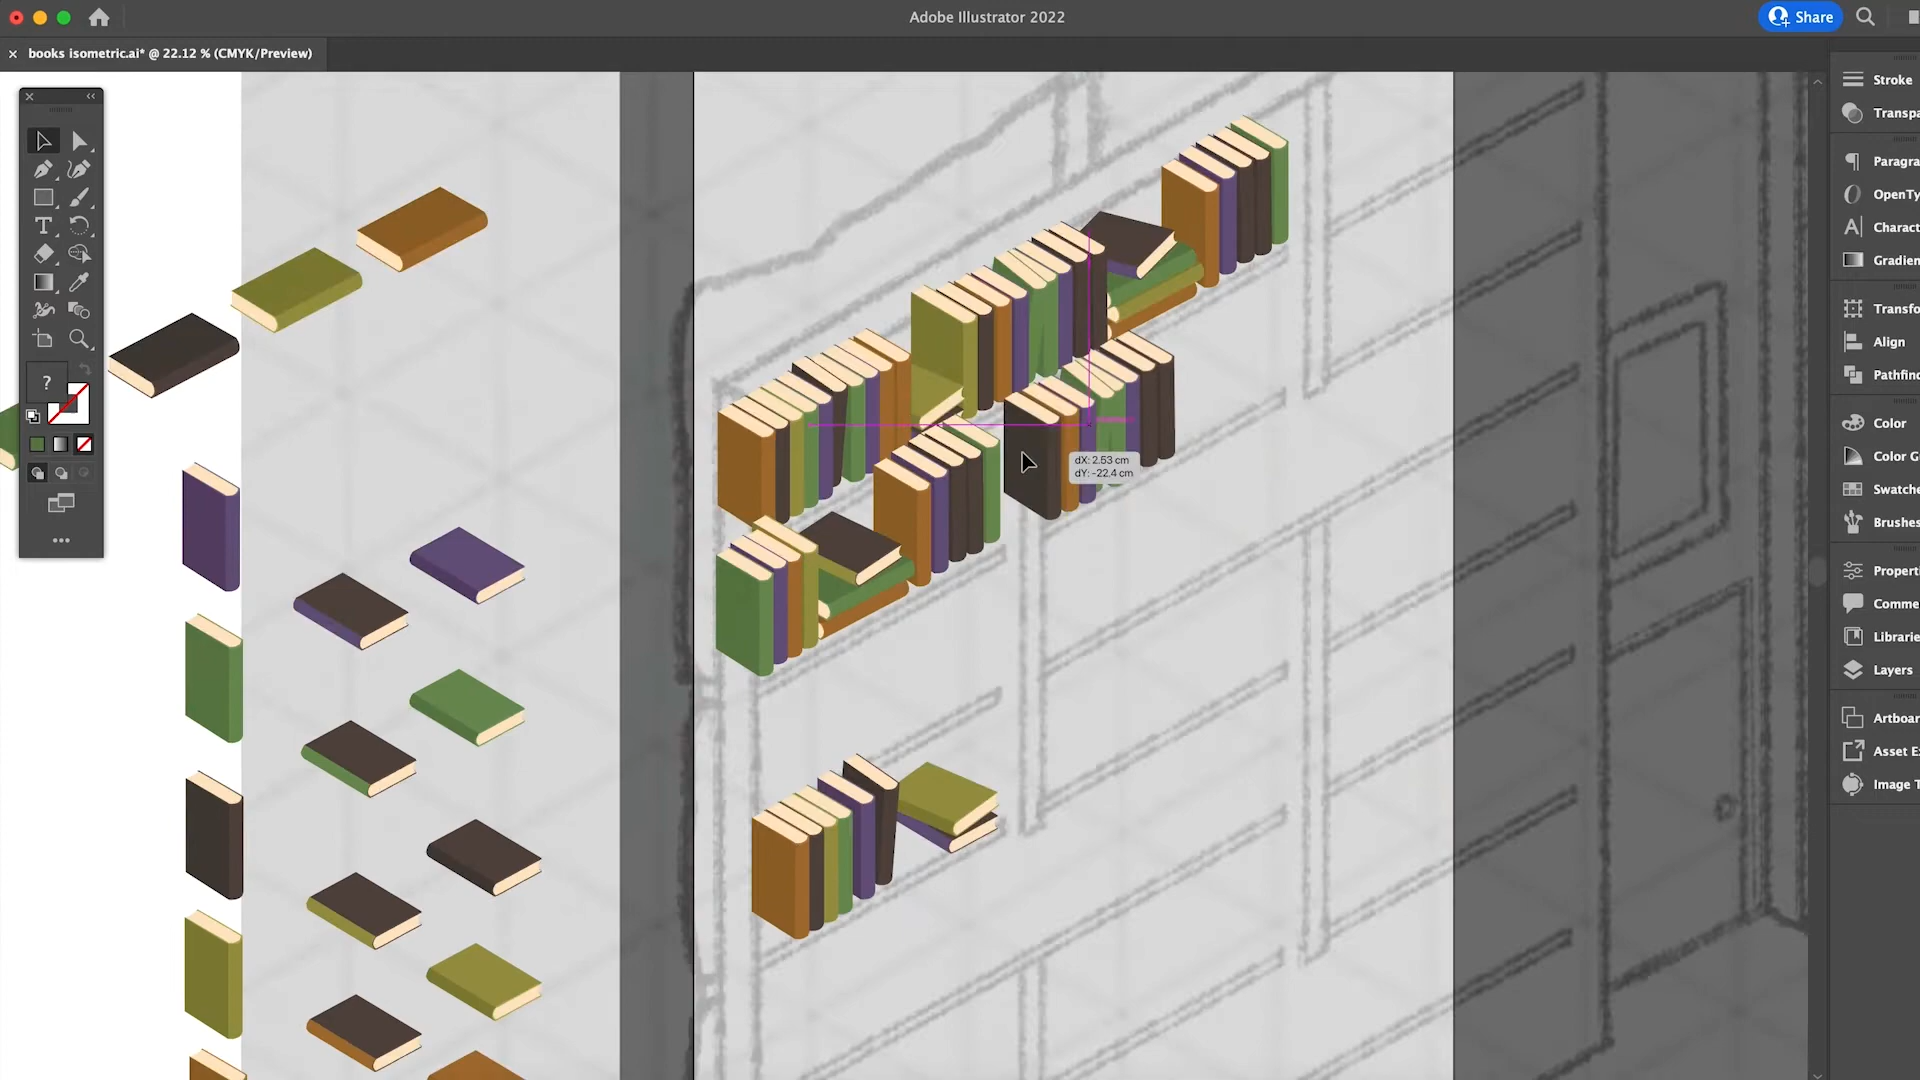 Adobe Illustrator 2022
Share
books isometric.ai* @ 22.12 % (CMYK/Preview)
Stroke
Transpa
Paragra
OpenTy
Charact
Gradien
Transfo
Align
Pathfind
Color
Color G
Swatche
Brushes
Properti
Comme
Librarie
Layers
Artboar
Asset Ex
Image T
T
?
dX: 2.53 cm
dY: -22.4 cm